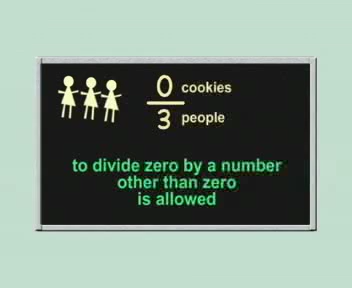 0 cookies
3 people
to divide zero by a number
other than zero
is allowed